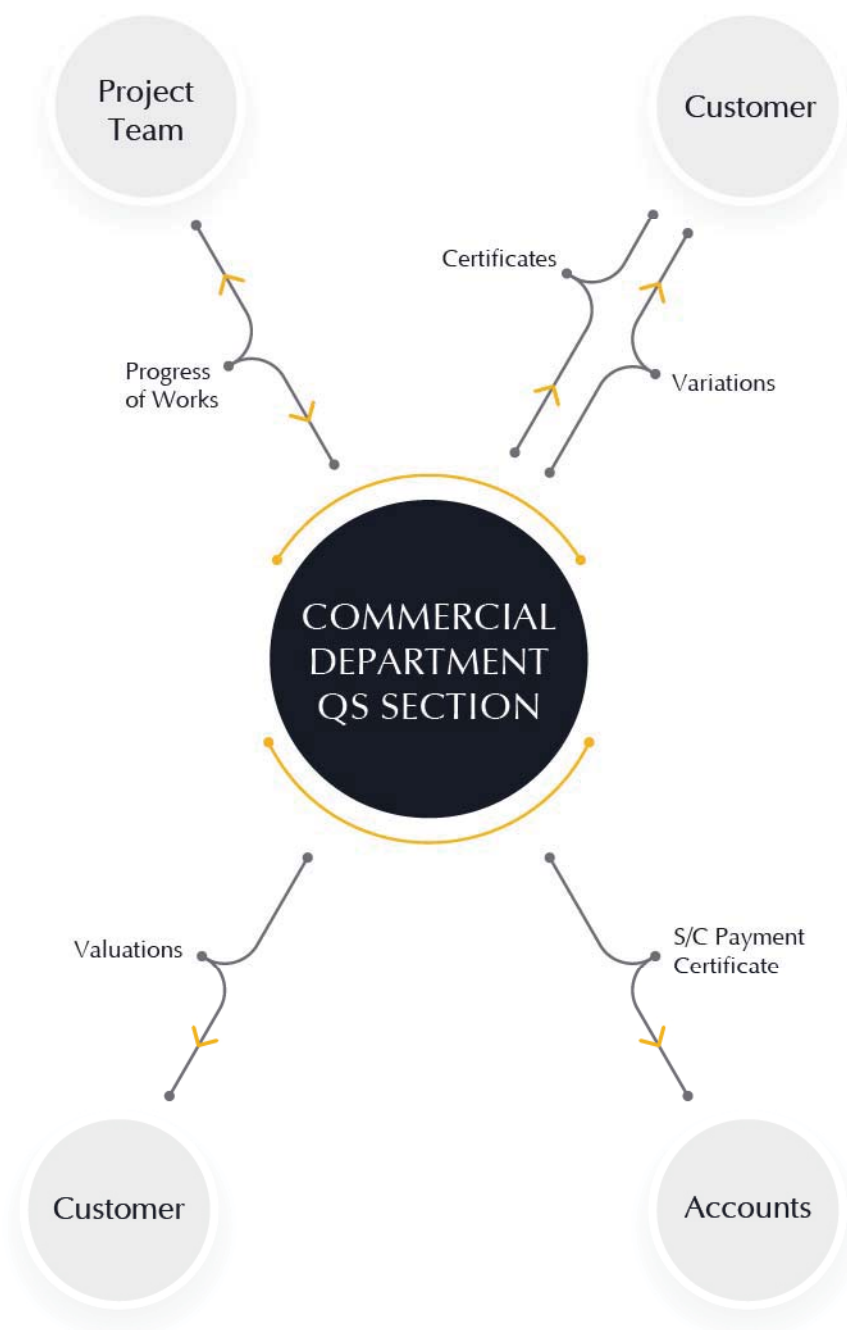 Project
Team
Customer
Certificates
Progress
of Works
Variations
COMMERCIAL
DEPARTMENT
QS SECTION
Valuations
S/C Payment
Certificate
Customer
Accounts